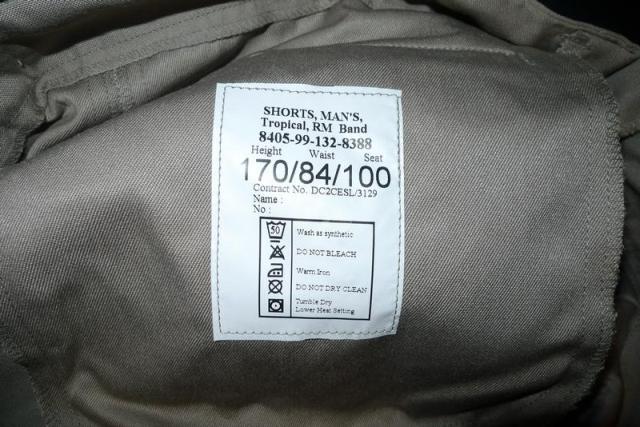 SHORTS, MAN'S,
Tropical, RM Band
8405-99-132-8388
Height Waist Seat
170/84/100
Contract No. DC2CESL/3129
Name :
No :
50 Wash as synthetic
DO NOT BLEACH
Warm Iron
DO NOT DRY CLEAN
Tumble Dry
Lower Heat Setting